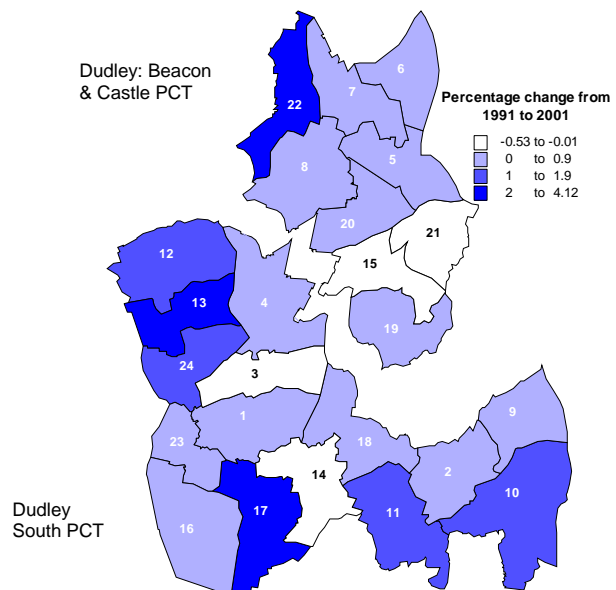 Dudley: Beacon
& Castle PCT
6
7
22
Percentage change from
1991 to 2001
-0.53 to -0.01
0 to 0.9
1 to 1.9
2 to 4.12
5
8
20
21
12
15
13
4
19
24
3
1
9
23
18
14
2
10
17
11
16
Dudley
South PCT